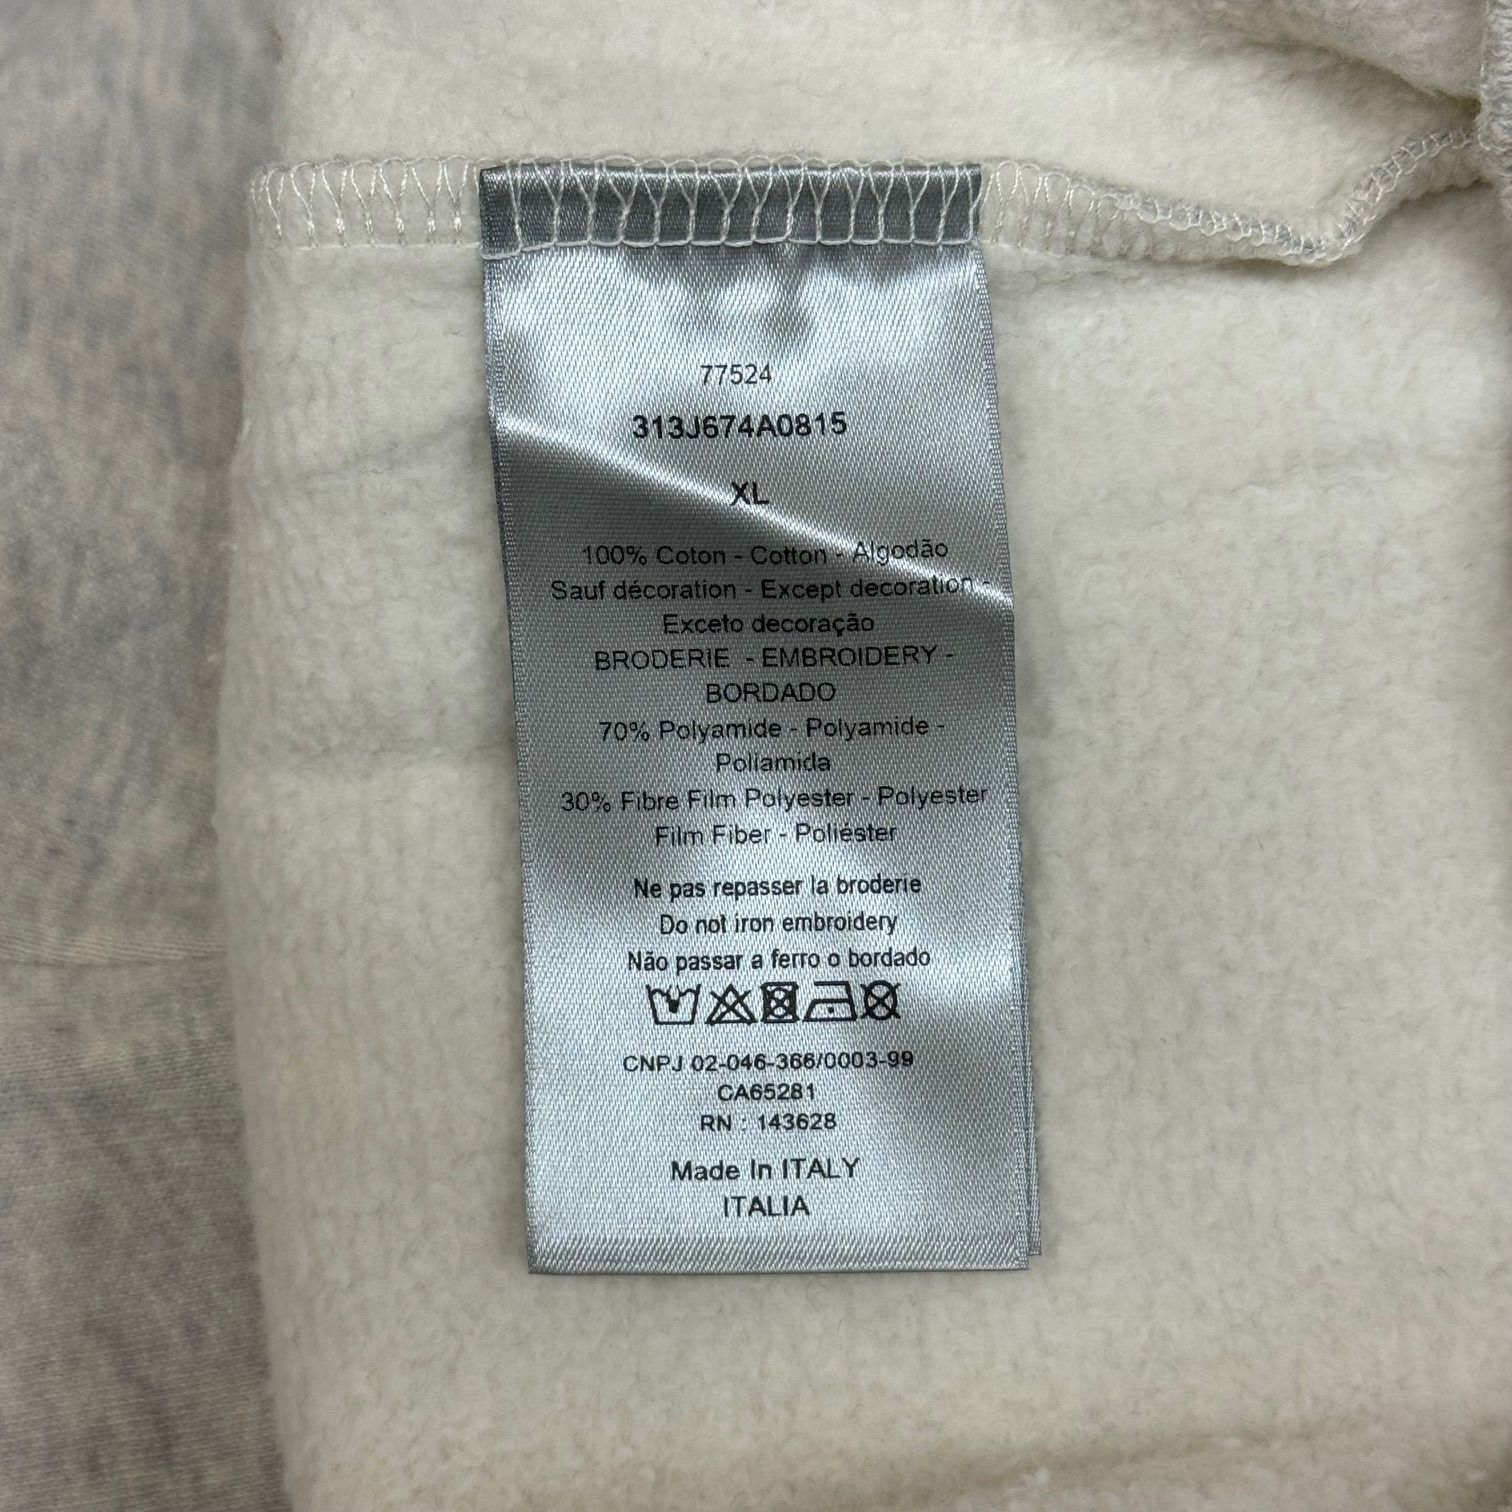 77524
313J674A0815
XL
100% Coton - Cotton - Algodão
Sauf décoration - Except decoration -
Exceto decoração
BRODERIE - EMBROIDERY -
BORDADO
70% Polyamide - Polyamide -
Poliamida
30% Fibre Film Polyester - Polyester
Film Fiber - Poliéster
Ne pas repasser la broderie
Do not iron embroidery
Não passar a ferro o bordado
CNPJ 02-046-366/0003-99
CA65281
RN : 143628
Made In ITALY
ITALIA